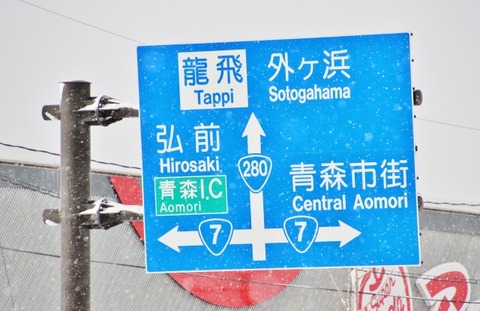 龍飛 外ヶ浜
Tappi Sotogahama
弘前
Hirosaki
280
青森I.C
Aomori
青森市街
Central Aomori
7 7